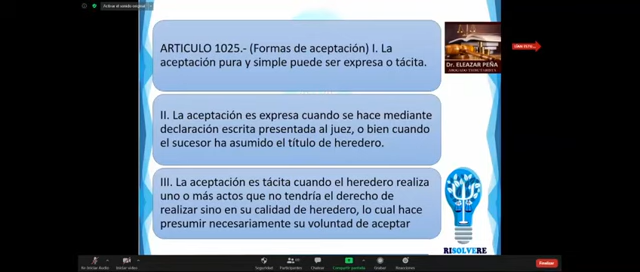 ARTICULO 1025.- (Formas de aceptación) I. La
aceptación pura y simple puede ser expresa o tácita.
Dr. ELEAZAR PEÑA
II. La aceptación es expresa cuando se hace mediante
declaración escrita presentada al juez, o bien cuando
el sucesor ha asumido el título de heredero.
III. La aceptación es tácita cuando el heredero realiza
uno o más actos que no tendría el derecho de
realizar sino en su calidad de heredero, lo cual hace
presumir necesariamente su voluntad de aceptar
RISOLVERE
Seguridad
Participantes
Chatear
Compartir pantalla
Grabar
Reacciones
Finalizar